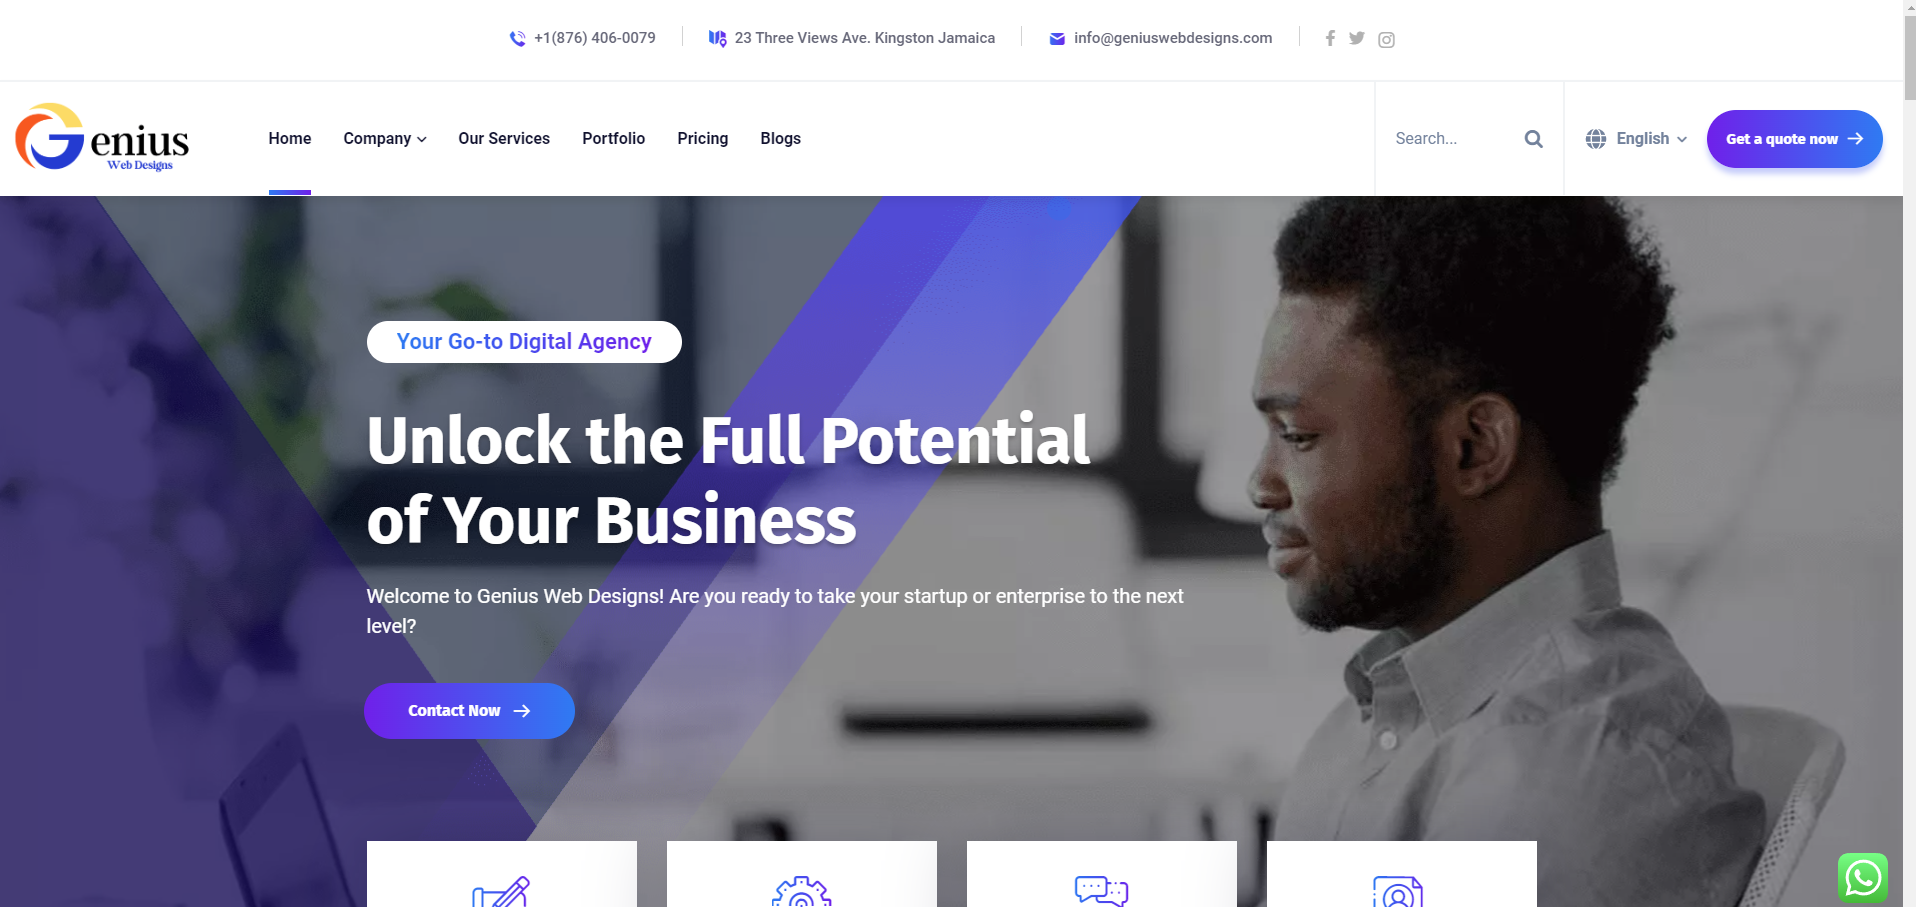 +1(876) 406-0079
23 Three Views Ave. Kingston Jamaica
info@geniuswebdesigns.com
Genius
Web Designs
Home
Company
Our Services
Portfolio
Pricing
Blogs
Search...
English
Get a quote now
Your Go-to Digital Agency
Unlock the Full Potential
of Your Business
Welcome to Genius Web Designs! Are you ready to take your startup or enterprise to the next
level?
Contact Now